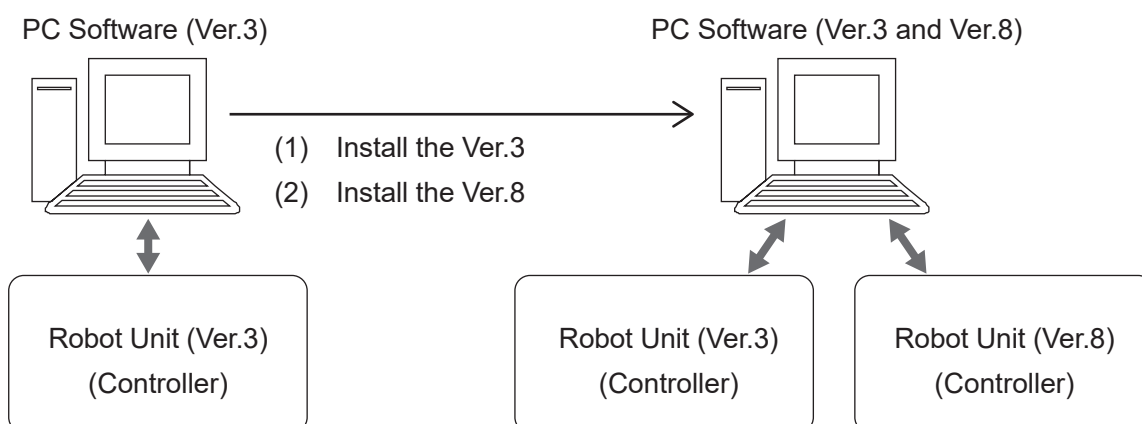 PC Software (Ver.3)
PC Software (Ver.3 and Ver.8)
(1) Install the Ver.3
(2) Install the Ver.8
Robot Unit (Ver.3)
(Controller)
Robot Unit (Ver.3)
(Controller)
Robot Unit (Ver.8)
(Controller)